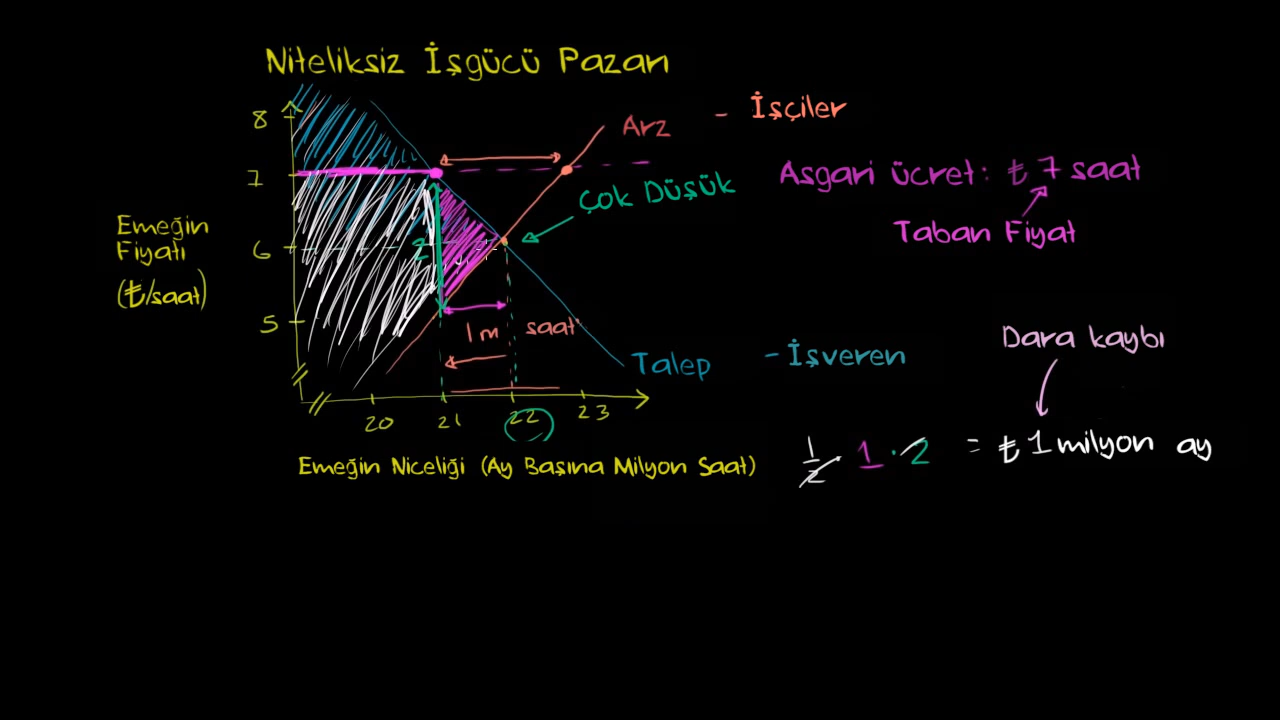 Niteliksiz İşgücü Pazarı
8
7
6
5
Emeğin
Fiyatı
(₺/saat)
Arz - İşçiler
Çok Düşük
Asgari ücret: ₺ 7 saat
Taban Fiyat
2
1m saat
Talep - İşveren
20 21 22 23
Emeğin Niceliği (Ay Başına Milyon Saat)
Dara kaybı
1/2 · 1 · 2 = ₺ 1 milyon ay